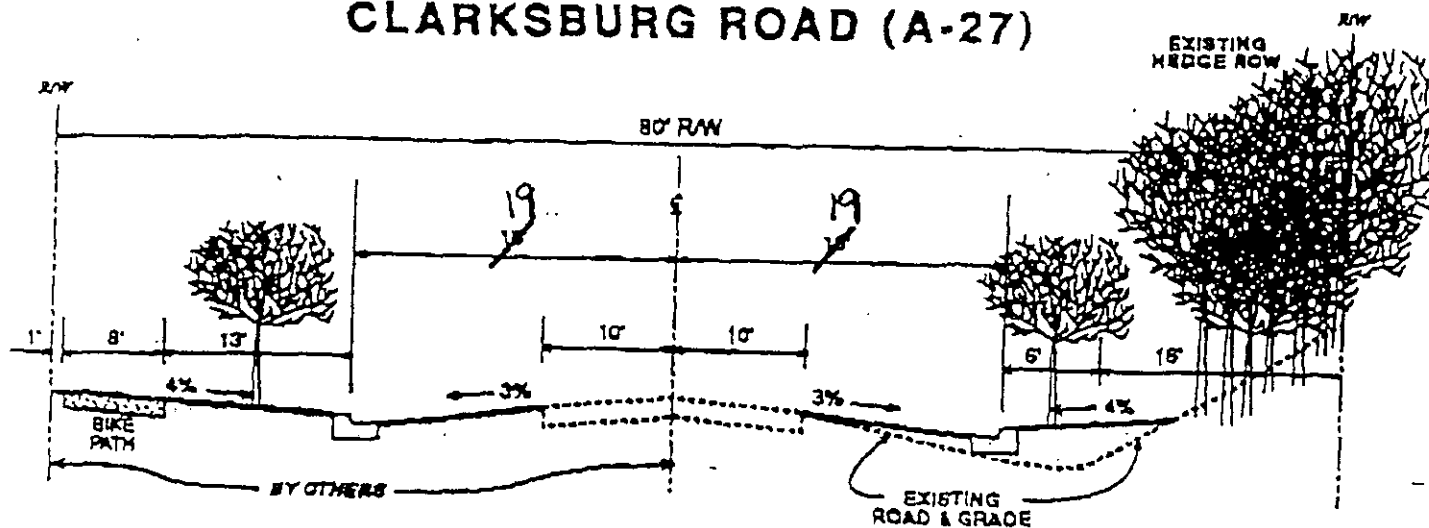 CLARKSBURG ROAD (A-27)
R/W
R/W
EXISTING
HEDGE ROW
80' R/W
19
19
1'
8'
13'
10'
10'
6'
16'
4%
3%
3%
4%
BIKE
PATH
BY OTHERS
EXISTING
ROAD & GRADE